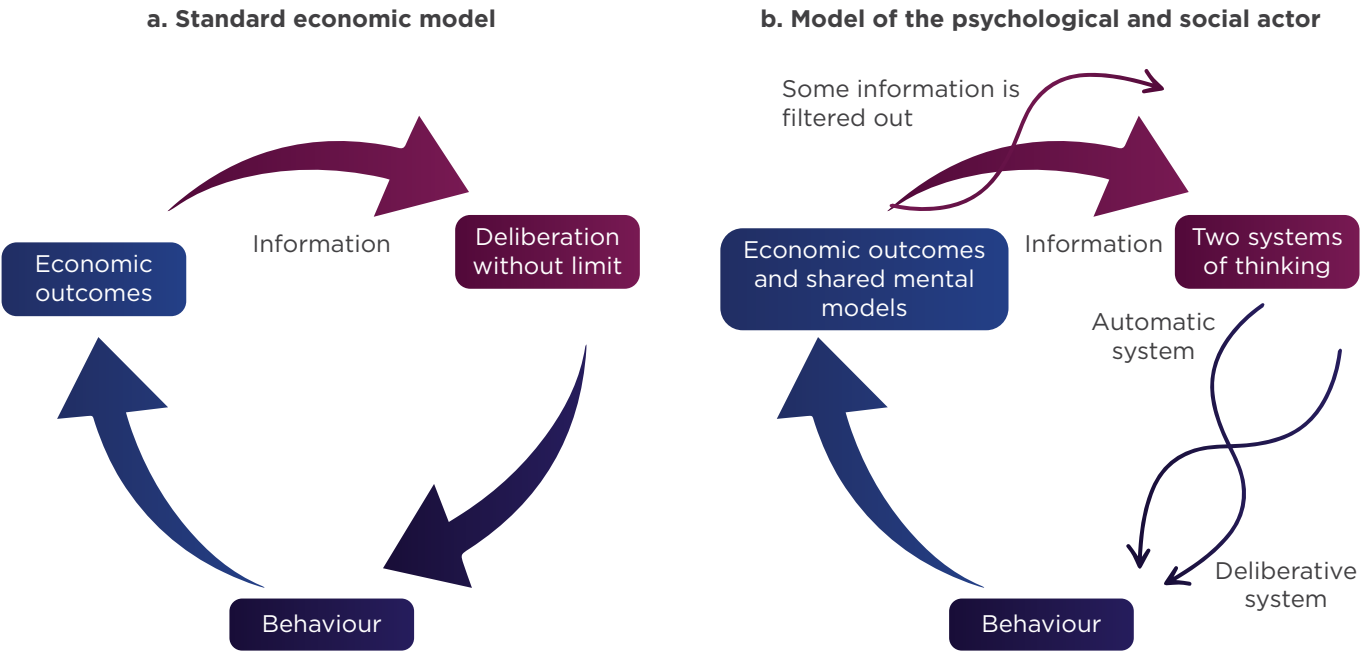 a. Standard economic model
Information
Economic
outcomes
Deliberation
without limit
Behaviour
b. Model of the psychological and social actor
Some information is
filtered out
Economic outcomes
and shared mental
models
Information
Two systems
of thinking
Automatic
system
Deliberative
system
Behaviour